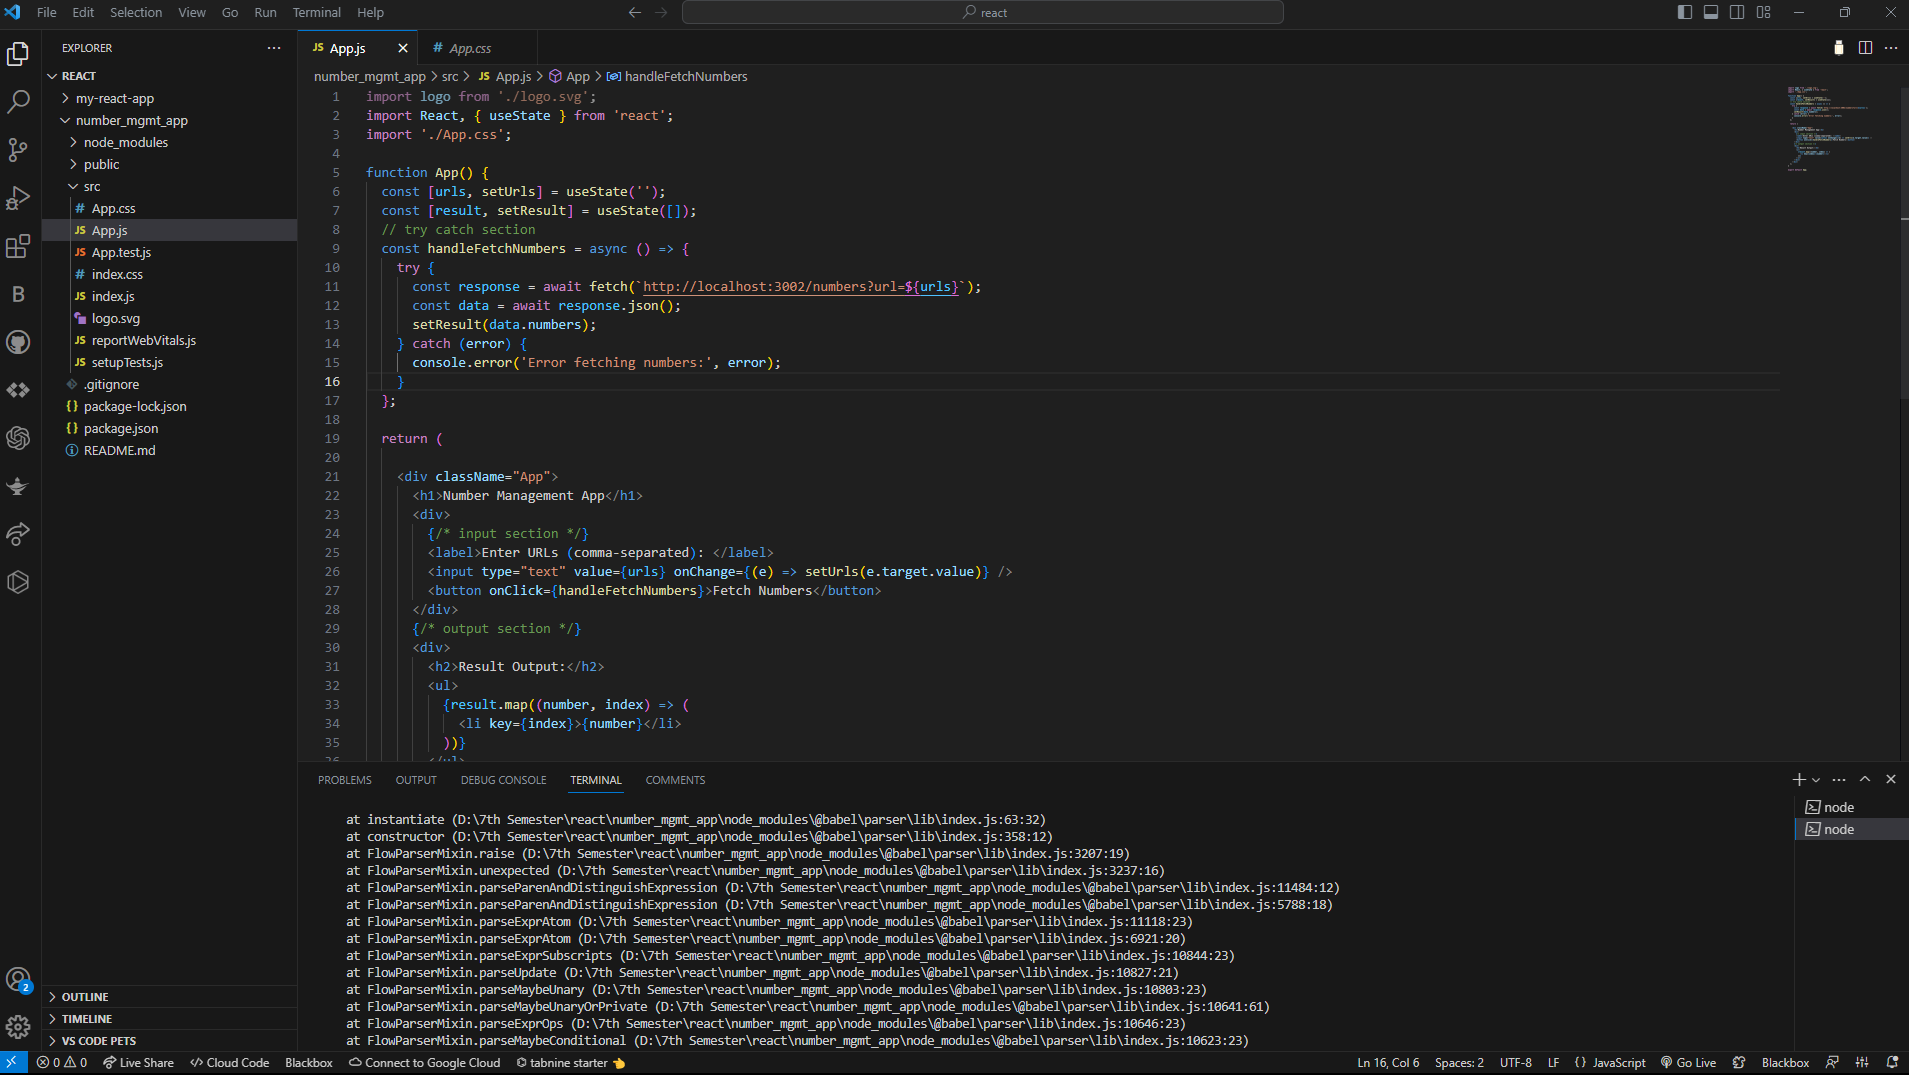 File Edit Selection View Go Run Terminal Help
react
EXPLORER
REACT
my-react-app
number_mgmt_app
node_modules
public
src
# App.css
JS App.js
JS App.test.js
# index.css
JS index.js
logo.svg
JS reportWebVitals.js
JS setupTests.js
.gitignore
{} package-lock.json
{} package.json
README.md
OUTLINE
TIMELINE
VS CODE PETS
B
2
JS App.js
# App.css
number_mgmt_app > src > JS App.js > App > handleFetchNumbers
1 import logo from './logo.svg';
2 import React, { useState } from 'react';
3 import './App.css';
4
5 function App() {
6 const [urls, setUrls] = useState('');
7 const [result, setResult] = useState([]);
8 // try catch section
9 const handleFetchNumbers = async () => {
10 try {
11 const response = await fetch(`http://localhost:3002/numbers?url=${urls}`);
12 const data = await response.json();
13 setResult(data.numbers);
14 } catch (error) {
15 console.error('Error fetching numbers:', error);
16 }
17 };
18
19 return (
20
21 <div className="App">
22 <h1>Number Management App</h1>
23 <div>
24 {/* input section */}
25 <label>Enter URLs (comma-separated): </label>
26 <input type="text" value={urls} onChange={(e) => setUrls(e.target.value)} />
27 <button onClick={handleFetchNumbers}>Fetch Numbers</button>
28 </div>
29 {/* output section */}
30 <div>
31 <h2>Result Output:</h2>
32 <ul>
33 {result.map((number, index) => (
34 <li key={index}>{number}</li>
35 ))}
36 </ul>
PROBLEMS OUTPUT DEBUG CONSOLE TERMINAL COMMENTS
at instantiate (D:\7th Semester\react\number_mgmt_app\node_modules\@babel\parser\lib\index.js:63:32)
at constructor (D:\7th Semester\react\number_mgmt_app\node_modules\@babel\parser\lib\index.js:358:12)
at FlowParserMixin.raise (D:\7th Semester\react\number_mgmt_app\node_modules\@babel\parser\lib\index.js:3207:19)
at FlowParserMixin.unexpected (D:\7th Semester\react\number_mgmt_app\node_modules\@babel\parser\lib\index.js:3237:16)
at FlowParserMixin.parseParenAndDistinguishExpression (D:\7th Semester\react\number_mgmt_app\node_modules\@babel\parser\lib\index.js:11484:12)
at FlowParserMixin.parseParenAndDistinguishExpression (D:\7th Semester\react\number_mgmt_app\node_modules\@babel\parser\lib\index.js:5788:18)
at FlowParserMixin.parseExprAtom (D:\7th Semester\react\number_mgmt_app\node_modules\@babel\parser\lib\index.js:11118:23)
at FlowParserMixin.parseExprAtom (D:\7th Semester\react\number_mgmt_app\node_modules\@babel\parser\lib\index.js:6921:20)
at FlowParserMixin.parseExprSubscripts (D:\7th Semester\react\number_mgmt_app\node_modules\@babel\parser\lib\index.js:10844:23)
at FlowParserMixin.parseUpdate (D:\7th Semester\react\number_mgmt_app\node_modules\@babel\parser\lib\index.js:10827:21)
at FlowParserMixin.parseMaybeUnary (D:\7th Semester\react\number_mgmt_app\node_modules\@babel\parser\lib\index.js:10803:23)
at FlowParserMixin.parseMaybeUnaryOrPrivate (D:\7th Semester\react\number_mgmt_app\node_modules\@babel\parser\lib\index.js:10641:61)
at FlowParserMixin.parseExprOps (D:\7th Semester\react\number_mgmt_app\node_modules\@babel\parser\lib\index.js:10646:23)
at FlowParserMixin.parseMaybeConditional (D:\7th Semester\react\number_mgmt_app\node_modules\@babel\parser\lib\index.js:10623:23)
node
node
0 0 Live Share Cloud Code Blackbox Connect to Google Cloud tabnine starter
Ln 16, Col 6 Spaces: 2 UTF-8 LF {} JavaScript Go Live Blackbox